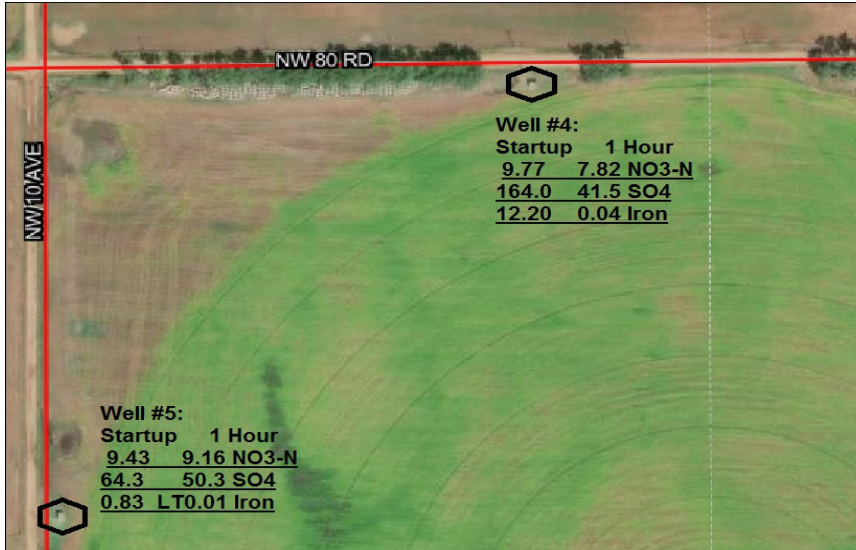 NW 80 RD
Well #4:
Startup 1 Hour
9.77 7.82 NO3-N
164.0 41.5 SO4
12.20 0.04 Iron
NW 10 AVE
Well #5:
Startup 1 Hour
9.43 9.16 NO3-N
64.3 50.3 SO4
0.83 LT0.01 Iron